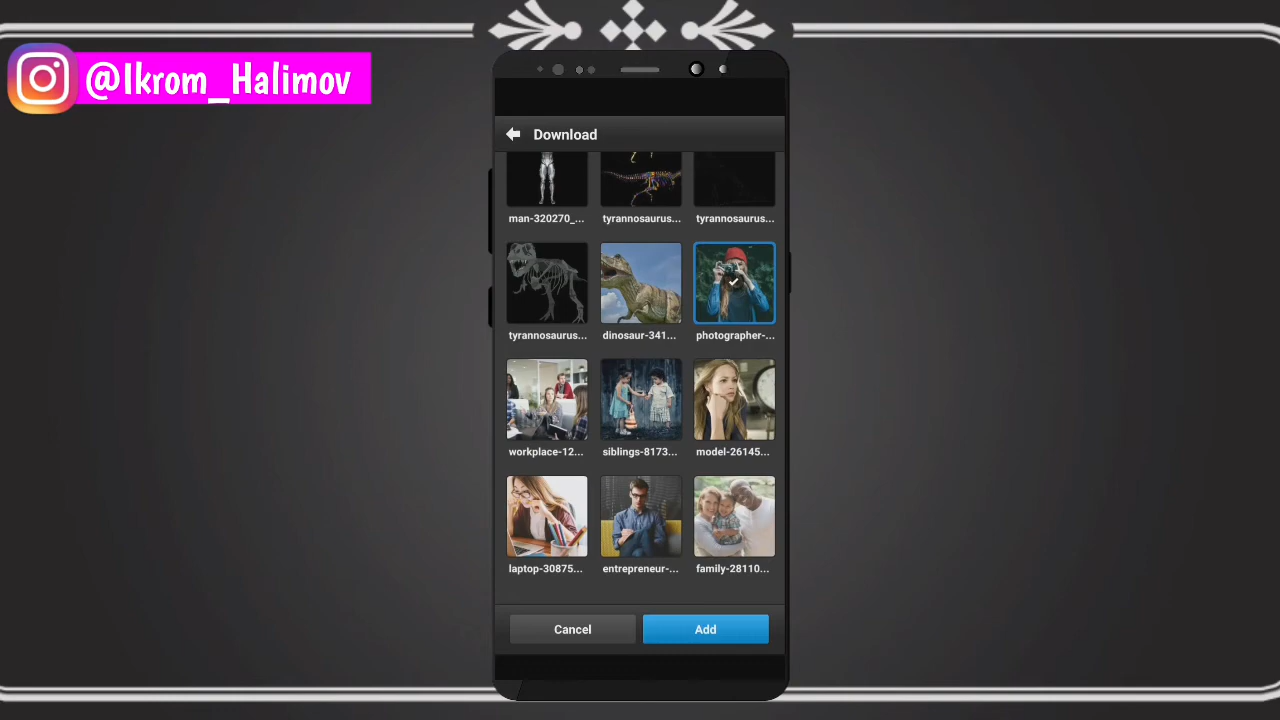 @Ikrom_Halimov
Download
man-320270_...
tyrannosaurus...
tyrannosaurus...
tyrannosaurus...
dinosaur-341...
photographer-...
workplace-12...
siblings-8173...
model-26145...
laptop-30875...
entrepreneur-...
family-28110...
Cancel
Add